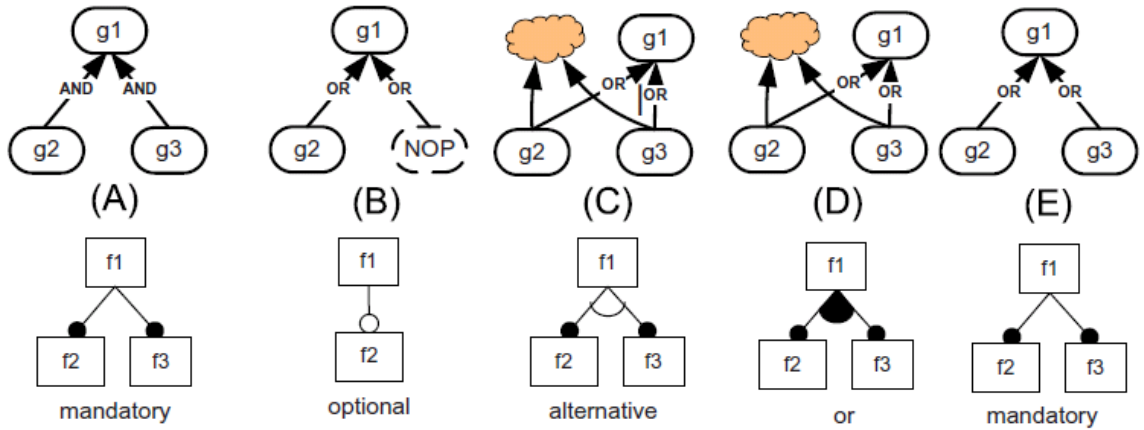 g1 g1 g1 g1 g1
AND AND OR OR OR |OR OR OR OR OR
g2 g3 g2 NOP g2 g3 g2 g3 g2 g3
(A) (B) (C) (D) (E)
f1 f1 f1 f1 f1
f2 f3 f2 f2 f3 f2 f3 f2 f3
mandatory optional alternative or mandatory